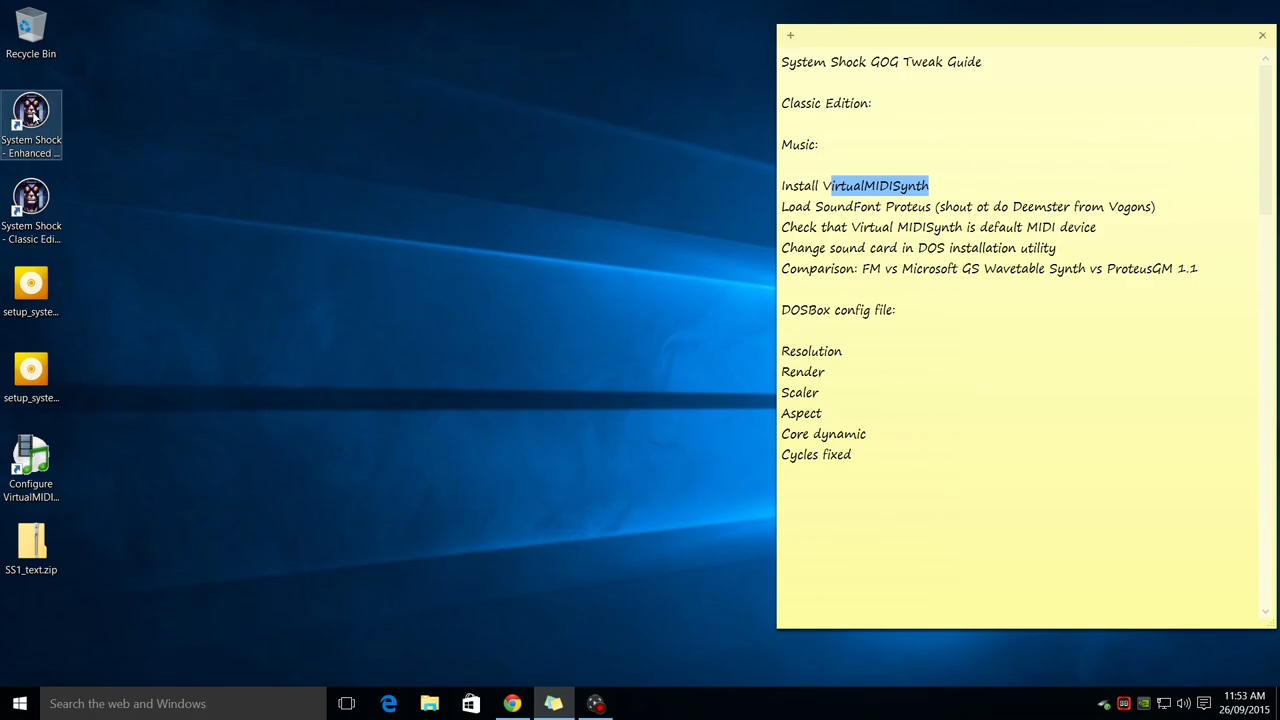 Recycle Bin
System Shock
- Enhanced ...
System Shock
- Classic Edi...
setup_syste...
setup_syste...
Configure
VirtualMIDI...
SS1_text.zip
+
×
System Shock GOG Tweak Guide
Classic Edition:
Music:
Install VirtualMIDISynth
Load SoundFont Proteus (shout ot do Deemster from Vogons)
Check that Virtual MIDISynth is default MIDI device
Change sound card in DOS installation utility
Comparison: FM vs Microsoft GS Wavetable Synth vs ProteusGM 1.1
DOSBox config file:
Resolution
Render
Scaler
Aspect
Core dynamic
Cycles fixed
Search the web and Windows
11:53 AM
26/09/2015